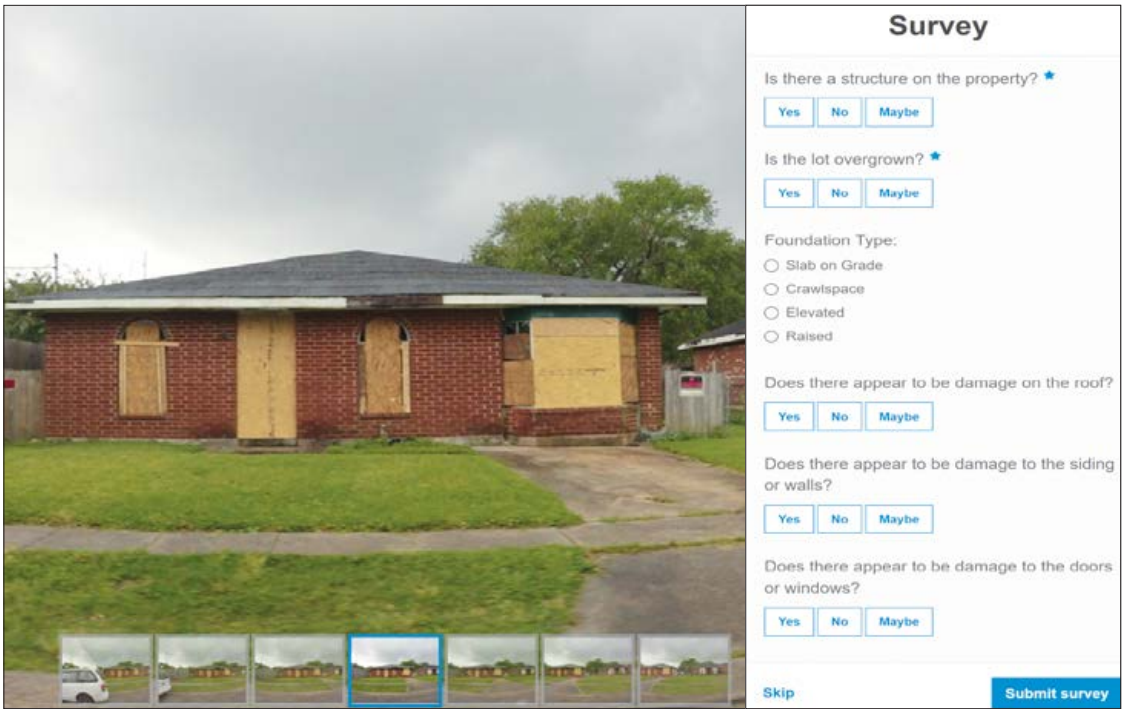 Survey
Is there a structure on the property? ★
Yes No Maybe
Is the lot overgrown? ★
Yes No Maybe
Foundation Type:
Slab on Grade
Crawlspace
Elevated
Raised
Does there appear to be damage on the roof?
Yes No Maybe
Does there appear to be damage to the siding
or walls?
Yes No Maybe
Does there appear to be damage to the doors
or windows?
Yes No Maybe
Skip Submit survey